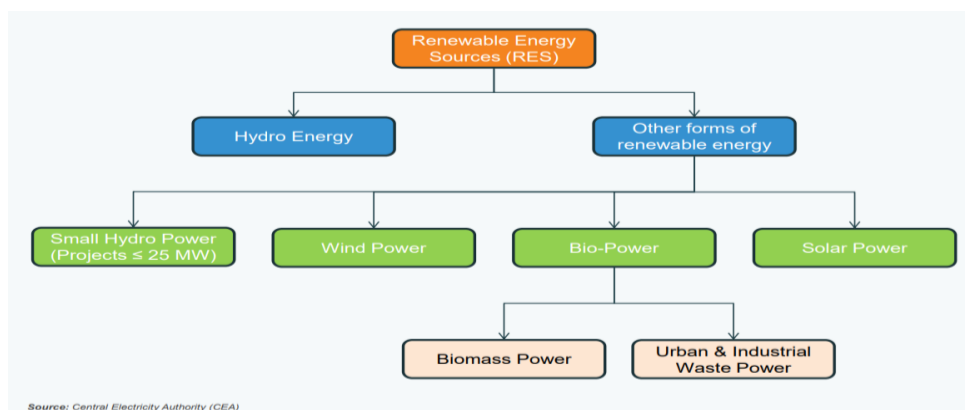 Renewable Energy
Sources (RES)
Hydro Energy
Other forms of
renewable energy
Small Hydro Power
(Projects ≤ 25 MW)
Wind Power
Bio-Power
Solar Power
Biomass Power
Urban & Industrial
Waste Power
Source: Central Electricity Authority (CEA)